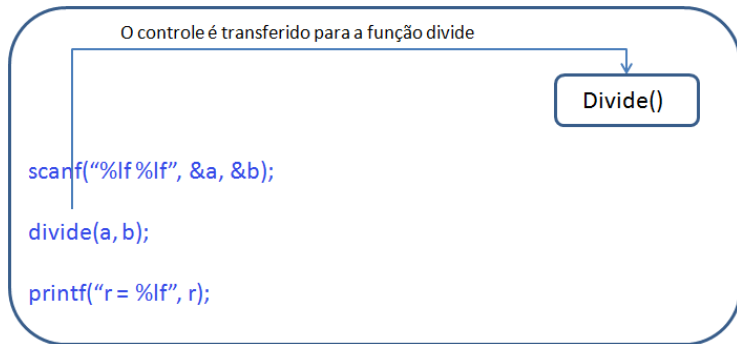 O controle é transferido para a função divide
Divide()
scanf(“%lf %lf”, &a, &b);
divide(a, b);
printf(“r = %lf”, r);